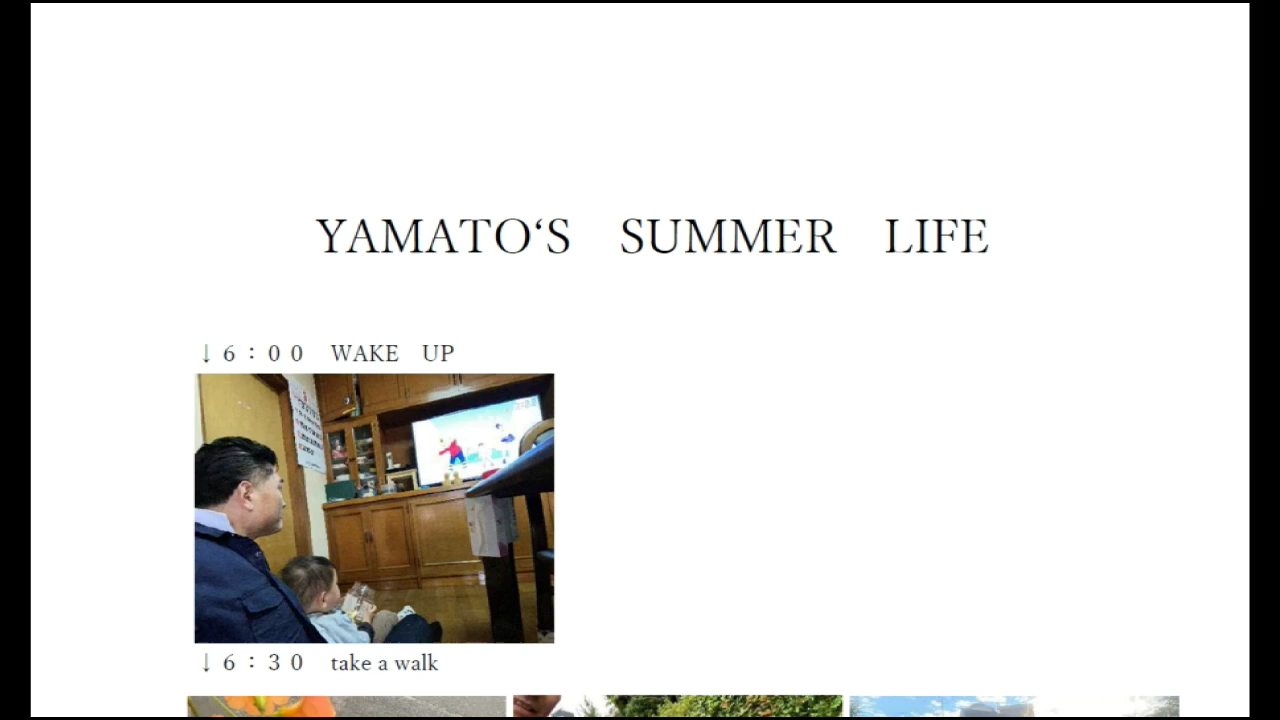 YAMATO‘S　SUMMER　LIFE
↓６：００　WAKE　UP
↓６：３０　take a walk